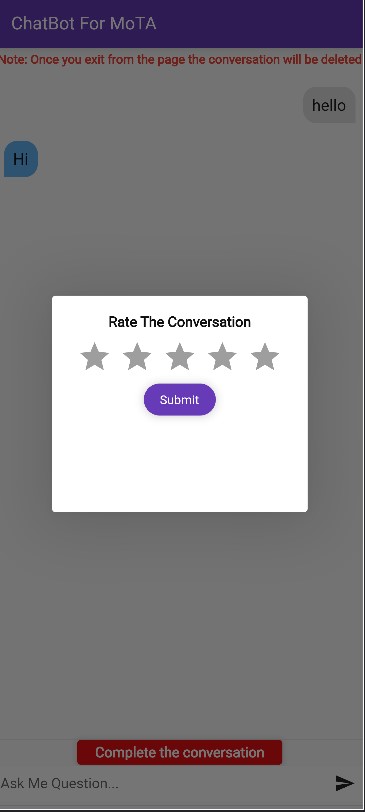 ChatBot For MoTA
Note: Once you exit from the page the conversation will be deleted
hello
Hi
Rate The Conversation
Submit
Complete the conversation
Ask Me Question...